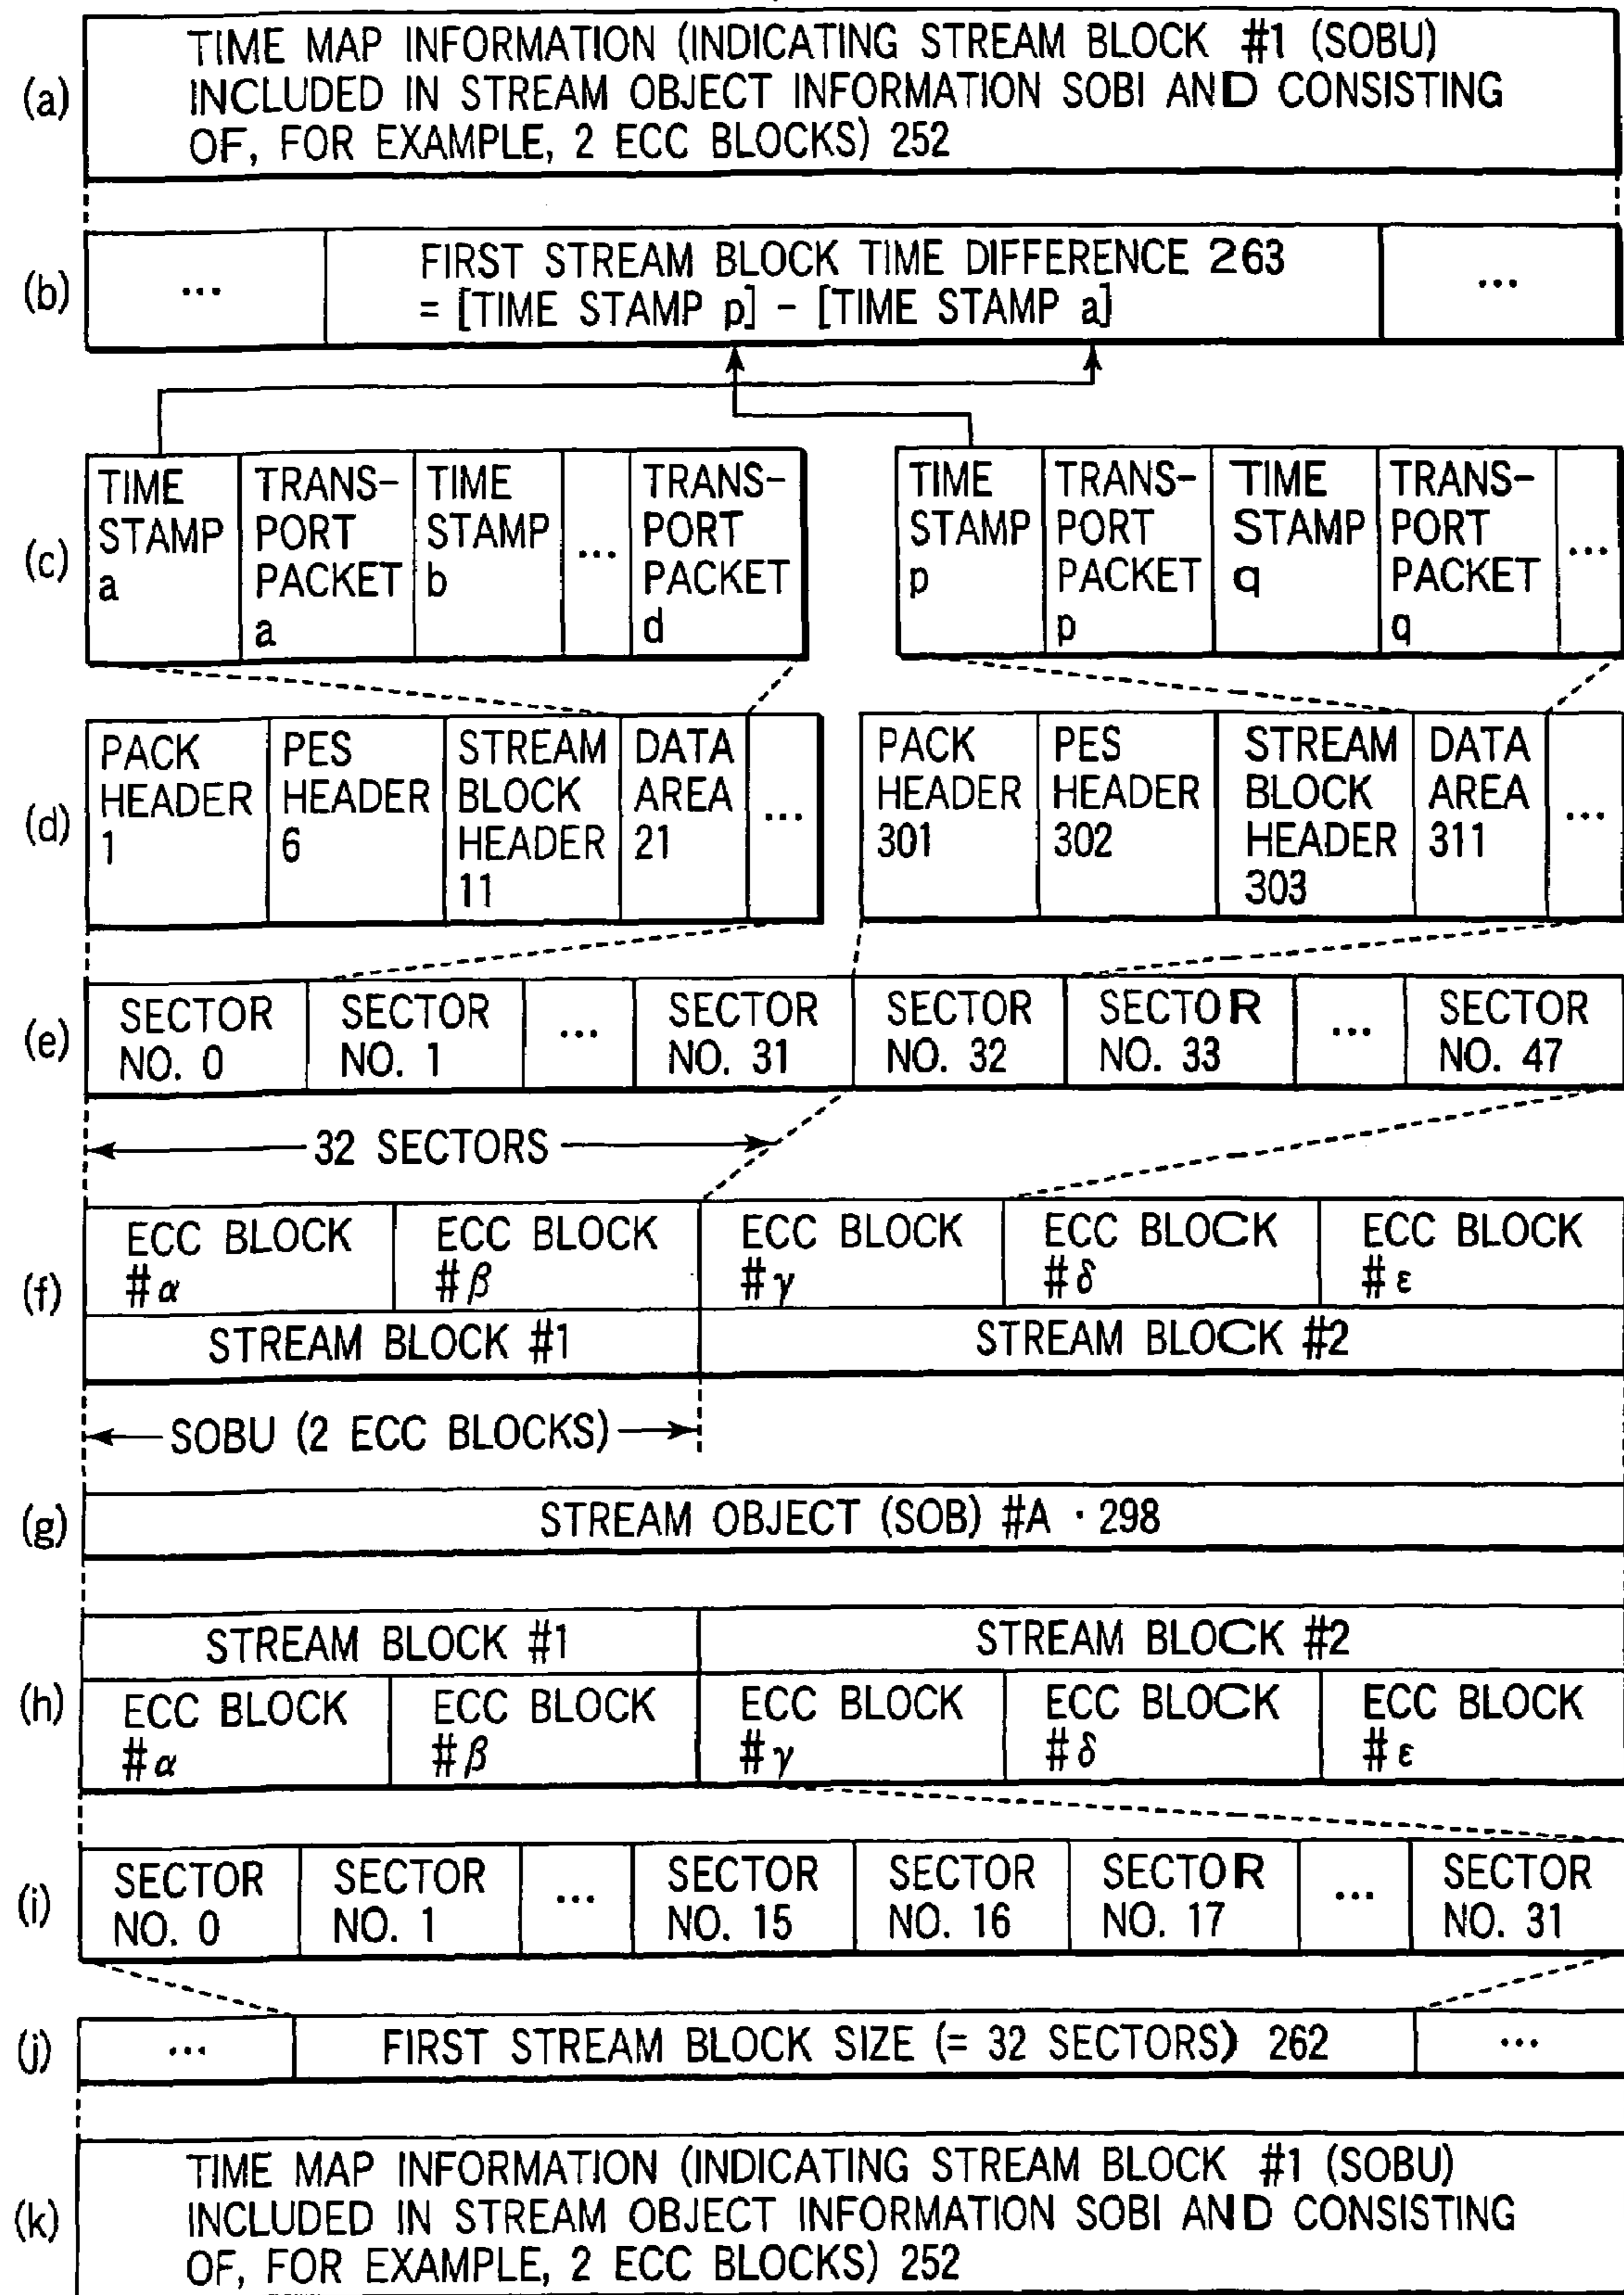 (a)
TIME MAP INFORMATION (INDICATING STREAM BLOCK #1 (SOBU)
INCLUDED IN STREAM OBJECT INFORMATION SOBI AND CONSISTING
OF, FOR EXAMPLE, 2 ECC BLOCKS) 252
(b)
...
FIRST STREAM BLOCK TIME DIFFERENCE 263
= [TIME STAMP p] - [TIME STAMP a]
...
(c)
TIME
STAMP
a
TRANS-
PORT
PACKET
a
TIME
STAMP
b
...
TRANS-
PORT
PACKET
d
TIME
STAMP
p
TRANS-
PORT
PACKET
p
TIME
STAMP
q
TRANS-
PORT
PACKET
q
...
(d)
PACK
HEADER
1
PES
HEADER
6
STREAM
BLOCK
HEADER
11
DATA
AREA
21
...
PACK
HEADER
301
PES
HEADER
302
STREAM
BLOCK
HEADER
303
DATA
AREA
311
...
(e)
SECTOR
NO. 0
SECTOR
NO. 1
...
SECTOR
NO. 31
SECTOR
NO. 32
SECTOR
NO. 33
...
SECTOR
NO. 47
32 SECTORS
(f)
ECC BLOCK
#α
ECC BLOCK
#β
ECC BLOCK
#γ
ECC BLOCK
#δ
ECC BLOCK
#ε
STREAM BLOCK #1
STREAM BLOCK #2
SOBU (2 ECC BLOCKS)
(g)
STREAM OBJECT (SOB) #A · 298
(h)
STREAM BLOCK #1
STREAM BLOCK #2
ECC BLOCK
#α
ECC BLOCK
#β
ECC BLOCK
#γ
ECC BLOCK
#δ
ECC BLOCK
#ε
(i)
SECTOR
NO. 0
SECTOR
NO. 1
...
SECTOR
NO. 15
SECTOR
NO. 16
SECTOR
NO. 17
...
SECTOR
NO. 31
(j)
...
FIRST STREAM BLOCK SIZE (= 32 SECTORS) 262
...
(k)
TIME MAP INFORMATION (INDICATING STREAM BLOCK #1 (SOBU)
INCLUDED IN STREAM OBJECT INFORMATION SOBI AND CONSISTING
OF, FOR EXAMPLE, 2 ECC BLOCKS) 252